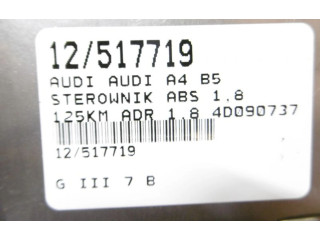 12/517719
AUDI AUDI A4 B5
STEROWNIK ABS 1.8
125KM ADR 1.8 4D090737
12/517719
G III 7 B